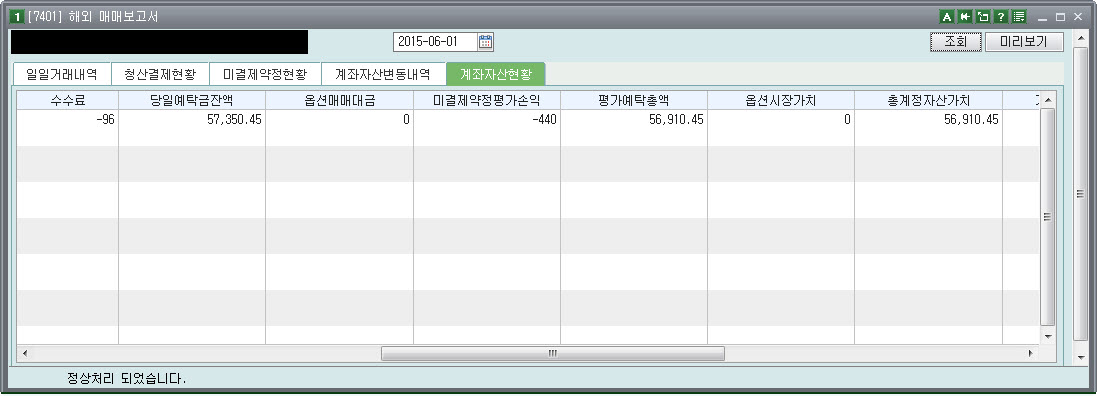 1 [7401] 해외 매매보고서 A ?
2015-06-01 조회 미리보기
일일거래내역 청산결제현황 미결제약정현황 계좌자산변동내역 계좌자산현황
수수료 당일예탁금잔액 옵션매매대금 미결제약정평가손익 평가예탁총액 옵션시장가치 총계정자산가치
-96 57,350.45 0 -440 56,910.45 0 56,910.45
정상처리 되었습니다.